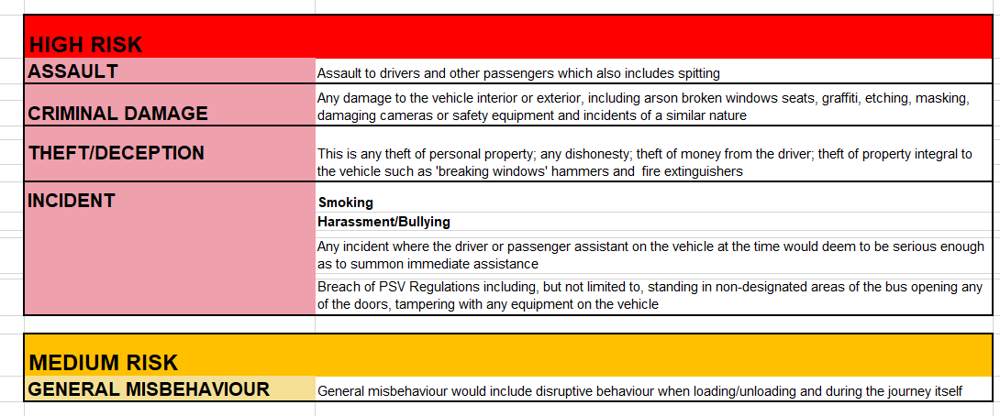 HIGH RISK
ASSAULT
Assault to drivers and other passengers which also includes spitting
CRIMINAL DAMAGE
Any damage to the vehicle interior or exterior, including arson broken windows seats, graffiti, etching, masking,
damaging cameras or safety equipment and incidents of a similar nature
THEFT/DECEPTION
This is any theft of personal property; any dishonesty; theft of money from the driver; theft of property integral to
the vehicle such as 'breaking windows' hammers and  fire extinguishers
INCIDENT
Smoking
Harassment/Bullying
Any incident where the driver or passenger assistant on the vehicle at the time would deem to be serious enough
as to summon immediate assistance
Breach of PSV Regulations including, but not limited to, standing in non-designated areas of the bus opening any
of the doors, tampering with any equipment on the vehicle
MEDIUM RISK
GENERAL MISBEHAVIOUR
General misbehaviour would include disruptive behaviour when loading/unloading and during the journey itself